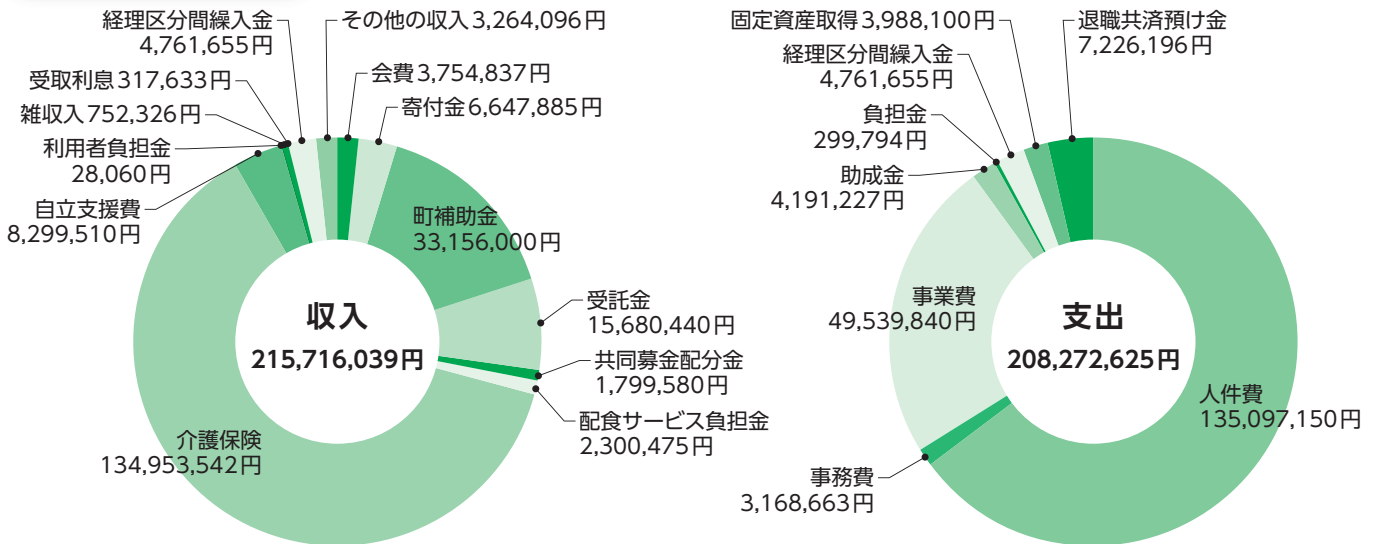 経理区分間繰入金
4,761,655円
その他の収入3,264,096円
受取利息317,633円
会費3,754,837円
雑収入752,326円
寄付金6,647,885円
利用者負担金
28,060円
自立支援費
8,299,510円
町補助金
33,156,000円
受託金
15,680,440円
共同募金配分金
1,799,580円
配食サービス負担金
2,300,475円
介護保険
134,953,542円
収入
215,716,039円
固定資産取得3,988,100円
退職共済預け金
7,226,196円
経理区分間繰入金
4,761,655円
負担金
299,794円
助成金
4,191,227円
事業費
49,539,840円
支出
208,272,625円
人件費
135,097,150円
事務費
3,168,663円